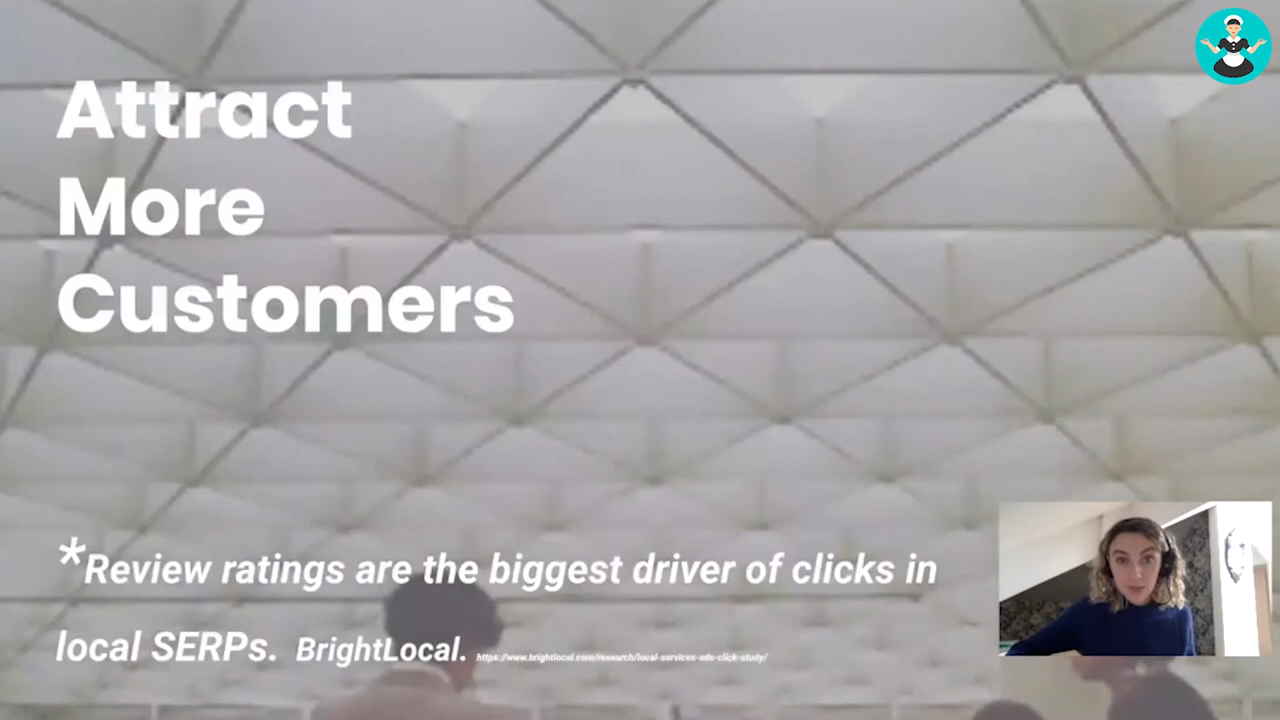 Attract
More
Customers
*Review ratings are the biggest driver of clicks in
local SERPs. BrightLocal. https://www.brightlocal.com/research/local-services-ads-click-study/